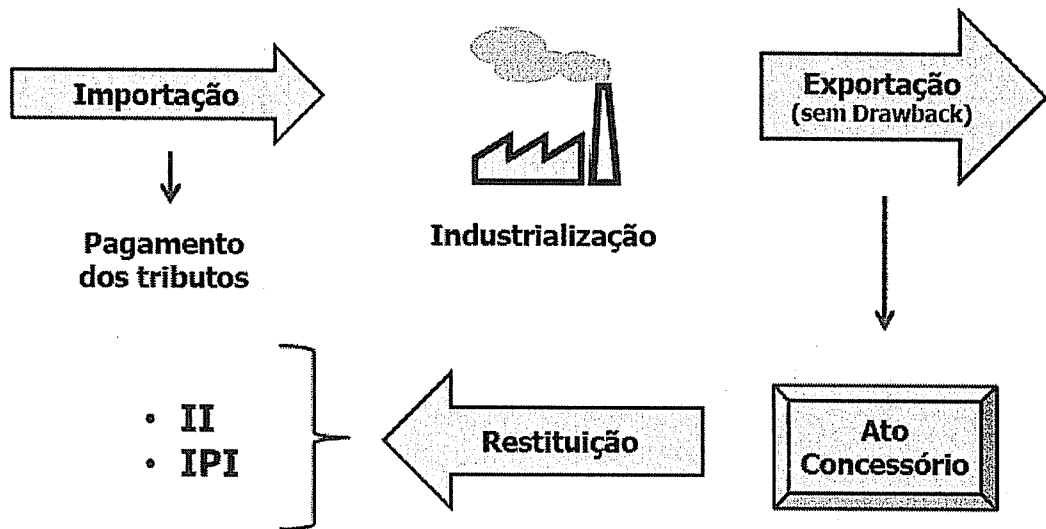 Importação
Exportação
(sem Drawback)
Pagamento
dos tributos
Industrialização
• II
• IPI
Restituição
Ato
Concessório